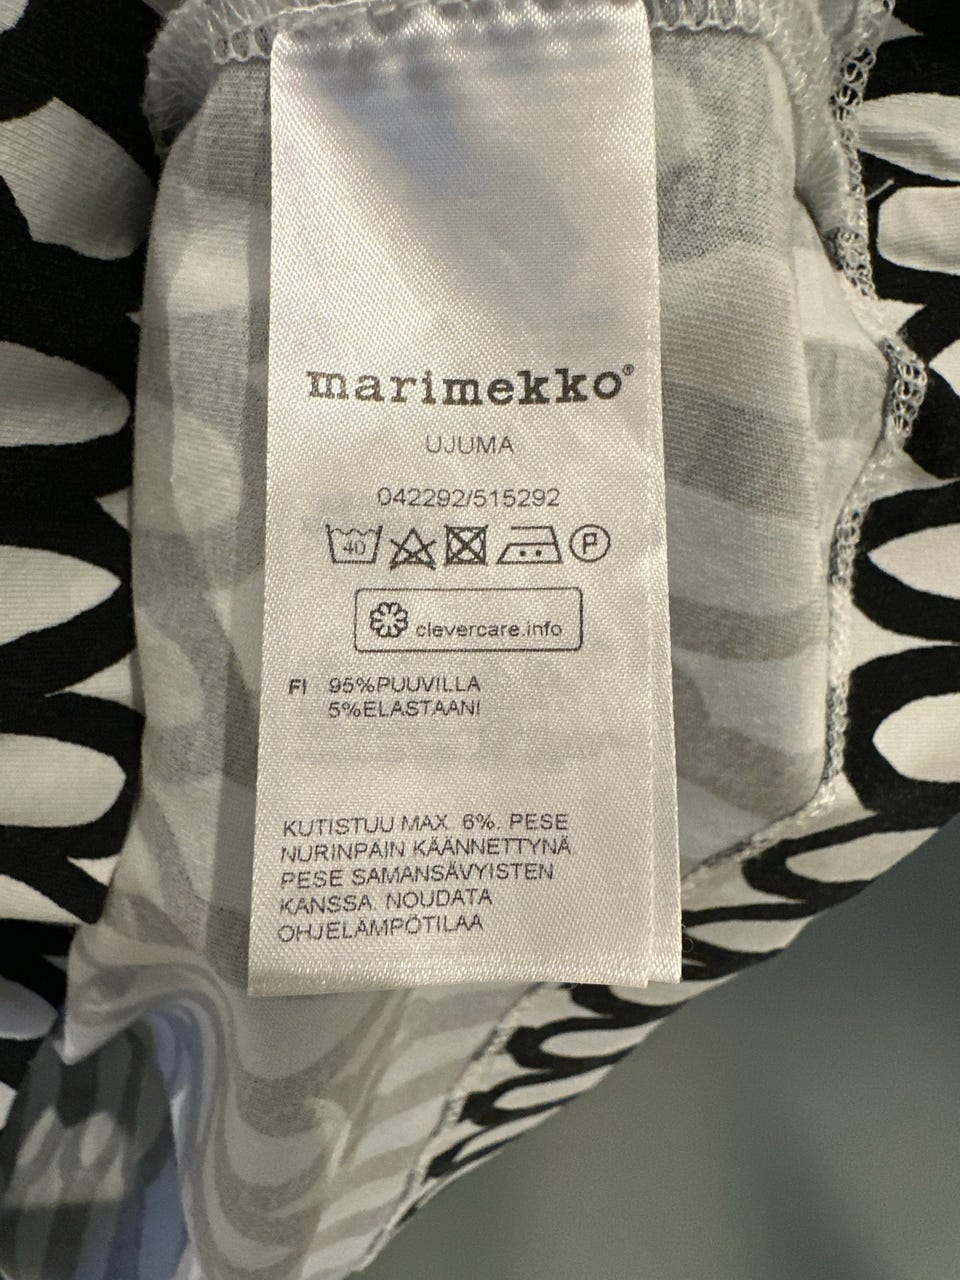 marimekko®
UJUMA
042292/515292
40 P
clevercare.info
FI 95%PUUVILLA
5%ELASTAANI
KUTISTUU MAX. 6%. PESE
NURINPAIN KÄÄNNETTYNÄ.
PESE SAMANSÄVYISTEN
KANSSA. NOUDATA
OHJELÄMPÖTILAA